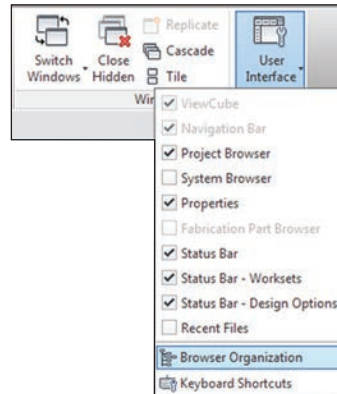 Replicate
Cascade
Tile
Switch
Windows
Close
Hidden
User
Interface
Wi
ViewCube
Navigation Bar
Project Browser
System Browser
Properties
Fabrication Part Browser
Status Bar
Status Bar - Worksets
Status Bar - Design Options
Recent Files
Browser Organization
Keyboard Shortcuts